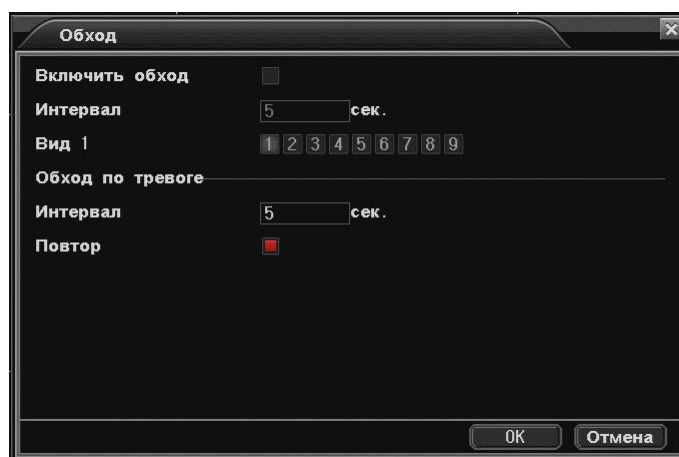 Обход
Включить обход
Интервал 5 сек.
Вид 1 1 2 3 4 5 6 7 8 9
Обход по тревоге
Интервал 5 сек.
Повтор
OK Отмена